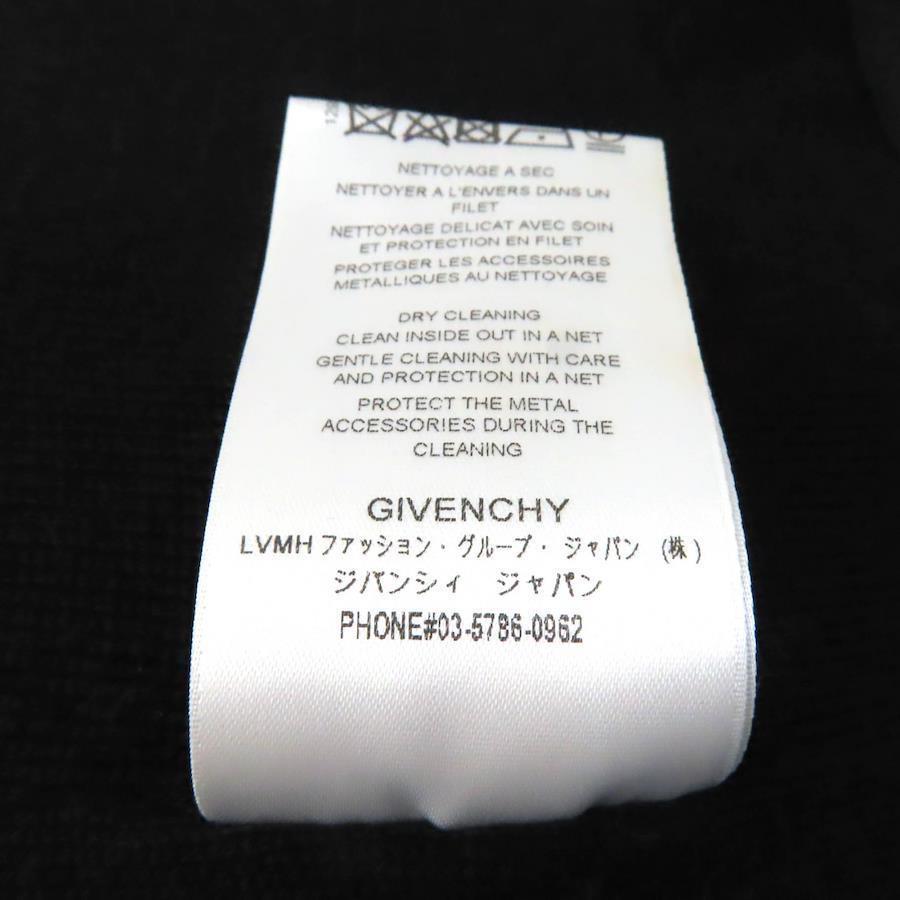 NETTOYAGE A SEC
NETTOYER A L'ENVERS DANS UN
FILET
NETTOYAGE DELICAT AVEC SOIN
ET PROTECTION EN FILET
PROTEGER LES ACCESSOIRES
METALLIQUES AU NETTOYAGE
DRY CLEANING
CLEAN INSIDE OUT IN A NET
GENTLE CLEANING WITH CARE
AND PROTECTION IN A NET
PROTECT THE METAL
ACCESSORIES DURING THE
CLEANING
GIVENCHY
LVMH ファッション・グループ・ジャパン (株)
ジバンシィ ジャパン
PHONE#03-5786-0962